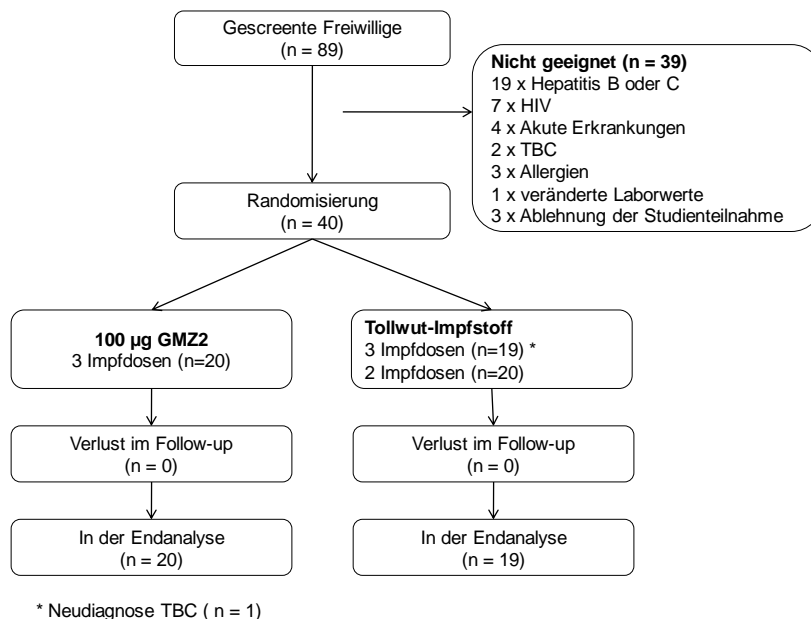 Gescreente Freiwillige
(n = 89)
Nicht geeignet (n = 39)
19 x Hepatitis B oder C
7 x HIV
4 x Akute Erkrankungen
2 x TBC
3 x Allergien
1 x veränderte Laborwerte
3 x Ablehnung der Studienteilnahme
Randomisierung
(n = 40)
100 µg GMZ2
3 Impfdosen (n=20)
Tollwut-Impfstoff
3 Impfdosen (n=19) *
2 Impfdosen (n=20)
Verlust im Follow-up
(n = 0)
Verlust im Follow-up
(n = 0)
In der Endanalyse
(n = 20)
In der Endanalyse
(n = 19)
* Neudiagnose TBC ( n = 1)